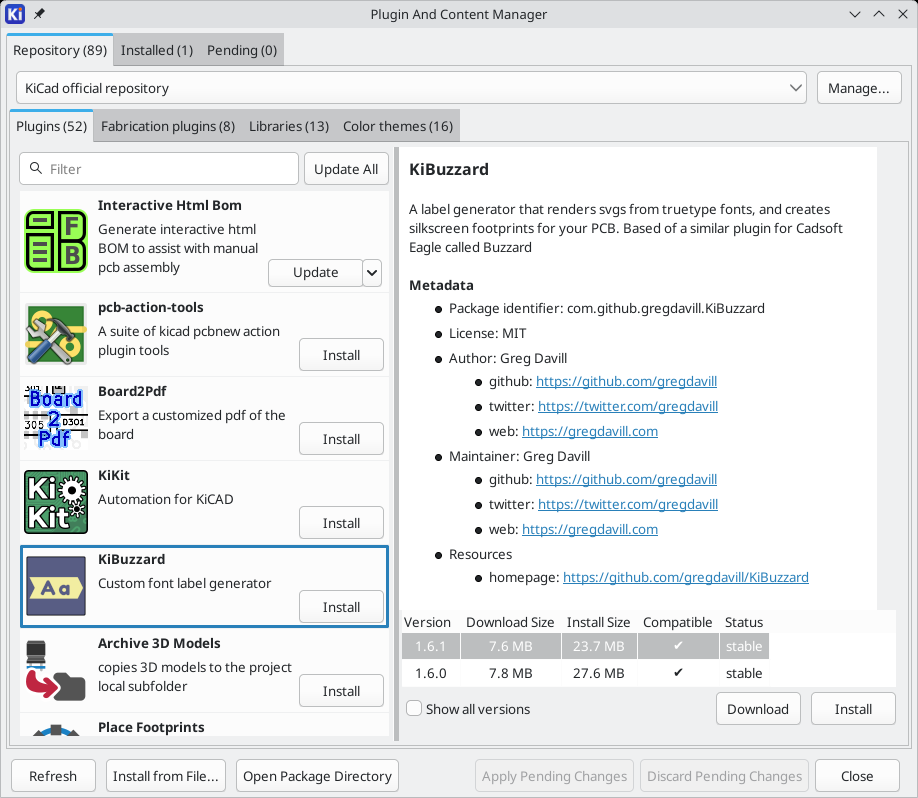 Ki
Plugin And Content Manager
Repository (89) Installed (1) Pending (0)
KiCad official repository
Manage...
Plugins (52) Fabrication plugins (8) Libraries (13) Color themes (16)
Filter
Update All
Interactive Html Bom
Generate interactive html
BOM to assist with manual
pcb assembly
Update
F
B
pcb-action-tools
A suite of kicad pcbnew action
plugin tools
Install
Board
2
Pdf
305
D301
Board2Pdf
Export a customized pdf of the
board
Install
Ki
Kit
KiKit
Automation for KiCAD
Install
Aa
KiBuzzard
Custom font label generator
Install
Archive 3D Models
copies 3D models to the project
local subfolder
Install
Place Footprints
KiBuzzard
A label generator that renders svgs from truetype fonts, and creates
silkscreen footprints for your PCB. Based of a similar plugin for Cadsoft
Eagle called Buzzard
Metadata
Package identifier: com.github.gregdavill.KiBuzzard
License: MIT
Author: Greg Davill
github: https://github.com/gregdavill
twitter: https://twitter.com/gregdavill
web: https://gregdavill.com
Maintainer: Greg Davill
github: https://github.com/gregdavill
twitter: https://twitter.com/gregdavill
web: https://gregdavill.com
Resources
homepage: https://github.com/gregdavill/KiBuzzard
Version Download Size Install Size Compatible Status
1.6.1 7.6 MB 23.7 MB ✔ stable
1.6.0 7.8 MB 27.6 MB ✔ stable
Show all versions
Download
Install
Refresh
Install from File...
Open Package Directory
Apply Pending Changes
Discard Pending Changes
Close